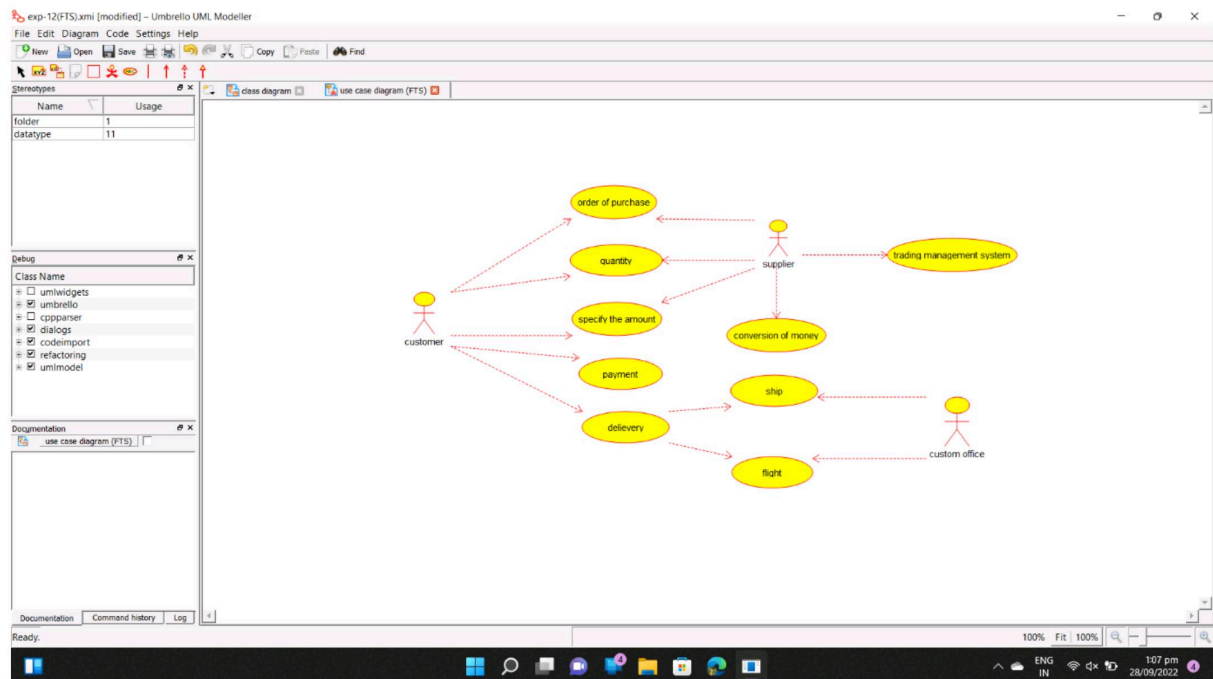 exp-12(FTS).xmi [modified] – Umbrello UML Modeller
File Edit Diagram Code Settings Help
New Open Save Copy Paste Find
XYZ
Stereotypes
Name Usage
folder 1
datatype 11
class diagram use case diagram (FTS)
order of purchase
quantity
supplier
trading management system
specify the amount
customer
conversion of money
payment
ship
delievery
custom office
flight
Debug
Class Name
umlwidgets
umbrello
cppparser
dialogs
codeimport
refactoring
umlmodel
Documentation
use case diagram (FTS)
Documentation Command history Log
Ready.
100% Fit 100%
4
ENG
IN
1:07 pm
28/09/2022
4